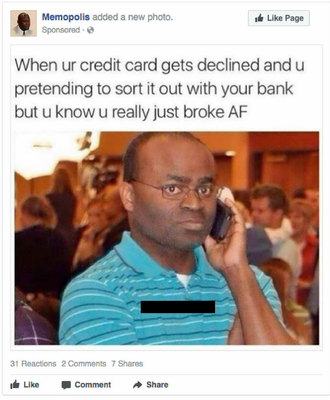 Memopolis added a new photo.
Like Page
Sponsored ·
When ur credit card gets declined and u
pretending to sort it out with your bank
but u know u really just broke AF
31 Reactions 2 Comments 7 Shares
Like Comment Share